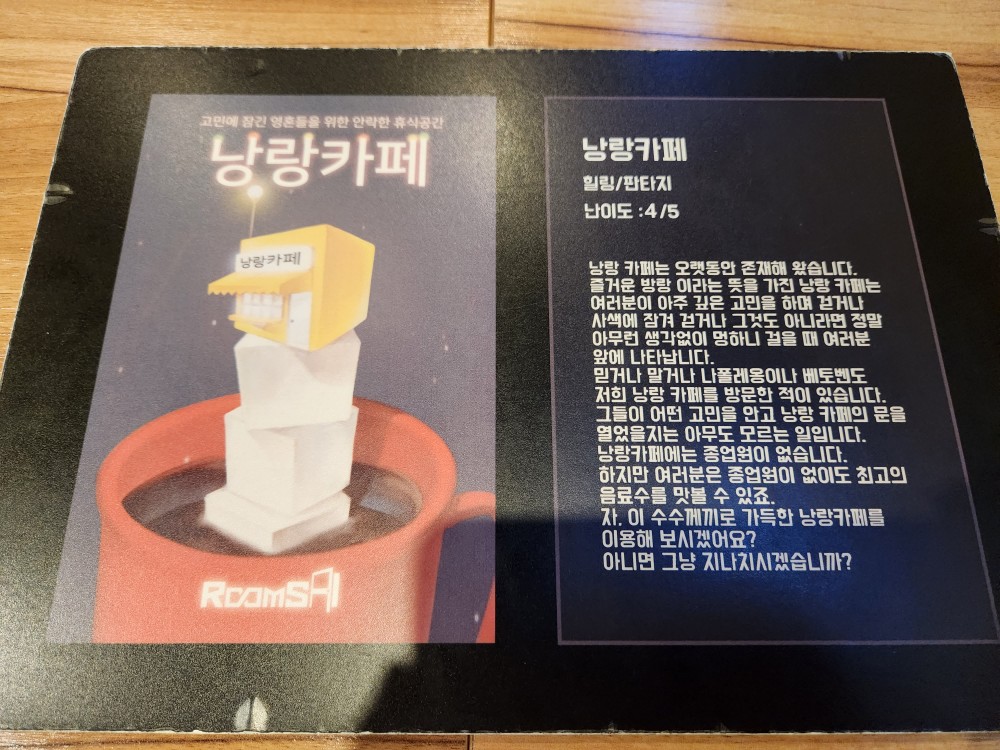 고민에 잠긴 영혼들을 위한 안락한 휴식공간
낭랑카페
낭랑카페
ROOMSAI
낭랑카페
힐링/판타지
난이도 :4/5
낭랑 카페는 오랫동안 존재해 왔습니다.
즐거운 방랑 이라는 뜻을 가진 낭랑 카페는
여러분이 아주 깊은 고민을 하며 걷거나
사색에 잠겨 걷거나 그것도 아니라면 정말
아무런 생각없이 멍하니 걸을 때 여러분
앞에 나타납니다.
믿거나 말거나 나폴레옹이나 베토벤도
저희 낭랑 카페를 방문한 적이 있습니다.
그들이 어떤 고민을 안고 낭랑 카페의 문을
열었을지는 아무도 모르는 일입니다.
낭랑카페에는 종업원이 없습니다.
하지만 여러분은 종업원이 없이도 최고의
음료수를 맛볼 수 있죠.
자. 이 수수께끼로 가득한 낭랑카페를
이용해 보시겠어요?
아니면 그냥 지나치시겠습니까?